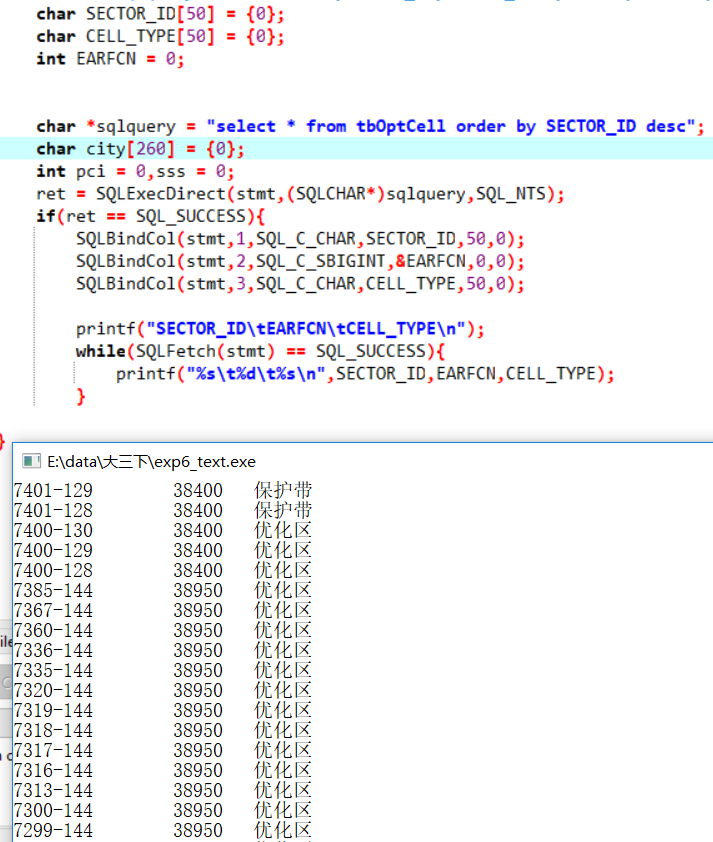 char SECTOR_ID[50] = {0};
char CELL_TYPE[50] = {0};
int EARFCN = 0;
char *sqlquery = "select * from tbOptCell order by SECTOR_ID desc";
char city[260] = {0};
int pci = 0,sss = 0;
ret = SQLExecDirect(stmt,(SQLCHAR*)sqlquery,SQL_NTS);
if(ret == SQL_SUCCESS){
SQLBindCol(stmt,1,SQL_C_CHAR,SECTOR_ID,50,0);
SQLBindCol(stmt,2,SQL_C_SBIGINT,&EARFCN,0,0);
SQLBindCol(stmt,3,SQL_C_CHAR,CELL_TYPE,50,0);
printf("SECTOR_ID\tEARFCN\tCELL_TYPE\n");
while(SQLFetch(stmt) == SQL_SUCCESS){
printf("%s\t%d\t%s\n",SECTOR_ID,EARFCN,CELL_TYPE);
}
}
E:\data\大三下\exp6_text.exe
7401-129 38400 保护带
7401-128 38400 保护带
7400-130 38400 优化区
7400-129 38400 优化区
7400-128 38400 优化区
7385-144 38950 优化区
7367-144 38950 优化区
7360-144 38950 优化区
7336-144 38950 优化区
7335-144 38950 优化区
7320-144 38950 优化区
7319-144 38950 优化区
7318-144 38950 优化区
7317-144 38950 优化区
7316-144 38950 优化区
7313-144 38950 优化区
7300-144 38950 优化区
7299-144 38950 优化区